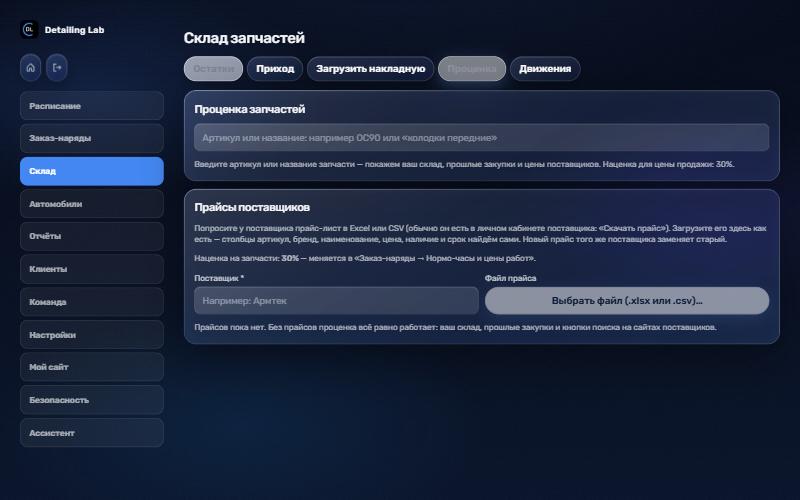 DL
Detailing Lab
Склад запчастей
Остатки
Приход
Загрузить накладную
Проценка
Движения
Расписание
Заказ-наряды
Склад
Автомобили
Отчёты
Клиенты
Команда
Настройки
Мой сайт
Безопасность
Ассистент
Проценка запчастей
Артикул или название: например OC90 или «колодки передние»
Введите артикул или название запчасти — покажем ваш склад, прошлые закупки и цены поставщиков. Наценка для цены продажи: 30%.
Прайсы поставщиков
Попросите у поставщика прайс-лист в Excel или CSV (обычно он есть в личном кабинете поставщика: «Скачать прайс»). Загрузите его здесь как
есть — столбцы артикул, бренд, наименование, цена, наличие и срок найдём сами. Новый прайс того же поставщика заменяет старый.
Наценка на запчасти: 30% — меняется в «Заказ-наряды → Нормо-часы и цены работ».
Поставщик *
Файл прайса
Например: Армтек
Выбрать файл (.xlsx или .csv)…
Прайсов пока нет. Без прайсов проценка всё равно работает: ваш склад, прошлые закупки и кнопки поиска на сайтах поставщиков.